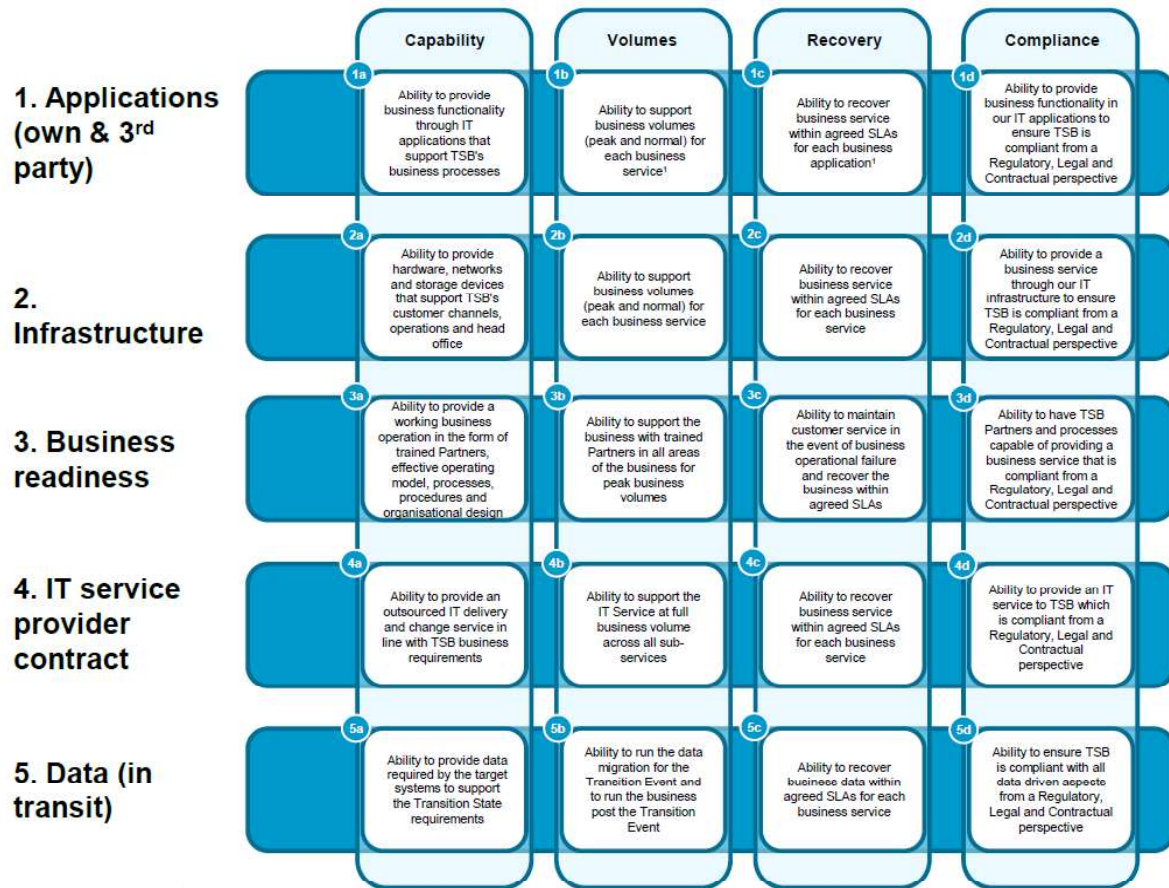 Capability
Volumes
Recovery
Compliance
1. Applications
(own & 3rd
party)
1a
Ability to provide
business functionality
through IT
applications that
support TSB's
business processes
1b
Ability to support
business volumes
(peak and normal) for
each business
service¹
1c
Ability to recover
business service
within agreed SLAs
for each business
application¹
1d
Ability to provide
business functionality in
our IT applications to
ensure TSB is
compliant from a
Regulatory, Legal and
Contractual perspective
2.
Infrastructure
2a
Ability to provide
hardware, networks
and storage devices
that support TSB's
customer channels,
operations and head
office
2b
Ability to support
business volumes
(peak and normal) for
each business service
2c
Ability to recover
business service
within agreed SLAs
for each business
service
2d
Ability to provide a
business service
through our IT
infrastructure to ensure
TSB is compliant from a
Regulatory, Legal and
Contractual perspective
3. Business
readiness
3a
Ability to provide a
working business
operation in the form of
trained Partners,
effective operating
model, processes,
procedures and
organisational design
3b
Ability to support the
business with trained
Partners in all areas
of the business for
peak business
volumes
3c
Ability to maintain
customer service in
the event of business
operational failure
and recover the
business within
agreed SLAs
3d
Ability to have TSB
Partners and processes
capable of providing a
business service that is
compliant from a
Regulatory, Legal and
Contractual perspective
4. IT service
provider
contract
4a
Ability to provide an
outsourced IT delivery
and change service in
line with TSB business
requirements
4b
Ability to support the
IT Service at full
business volume
across all sub-
services
4c
Ability to recover
business service
within agreed SLAs
for each business
service
4d
Ability to provide an IT
service to TSB which
is compliant from a
Regulatory, Legal and
Contractual
perspective
5. Data (in
transit)
5a
Ability to provide data
required by the target
systems to support
the Transition State
requirements
5b
Ability to run the data
migration for the
Transition Event and
to run the business
post the Transition
Event
5c
Ability to recover
business data within
agreed SLAs for each
business service
5d
Ability to ensure TSB
is compliant with all
data driven aspects
from a Regulatory,
Legal and Contractual
perspective